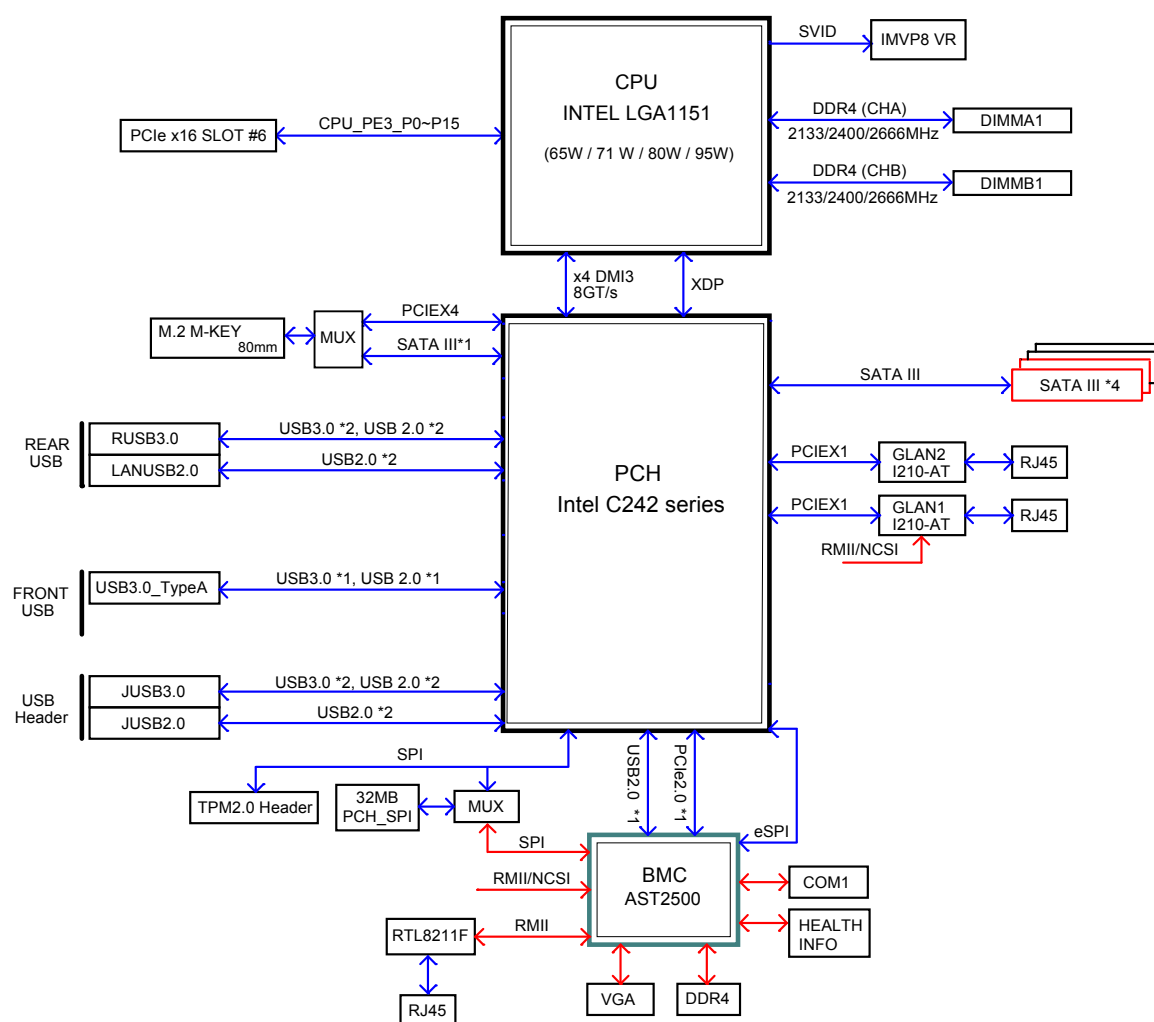 SVID
IMVP8 VR
CPU
INTEL LGA1151
(65W / 71 W / 80W / 95W)
PCIe x16 SLOT #6
CPU_PE3_P0~P15
DDR4 (CHA)
2133/2400/2666MHz
DIMMA1
DDR4 (CHB)
2133/2400/2666MHz
DIMMB1
x4 DMI3
8GT/s
XDP
M.2 M-KEY
80mm
MUX
PCIEX4
SATA III*1
SATA III
SATA III *4
REAR
USB
RUSB3.0
LANUSB2.0
USB3.0 *2, USB 2.0 *2
USB2.0 *2
PCH
Intel C242 series
PCIEX1
GLAN2
I210-AT
RJ45
PCIEX1
GLAN1
I210-AT
RJ45
RMII/NCSI
FRONT
USB
USB3.0_TypeA
USB3.0 *1, USB 2.0 *1
USB
Header
JUSB3.0
JUSB2.0
USB3.0 *2, USB 2.0 *2
USB2.0 *2
SPI
TPM2.0 Header
32MB
PCH_SPI
MUX
USB2.0 *1
PCIe2.0 *1
eSPI
SPI
RMII/NCSI
BMC
AST2500
COM1
HEALTH
INFO
RTL8211F
RMII
RJ45
VGA
DDR4